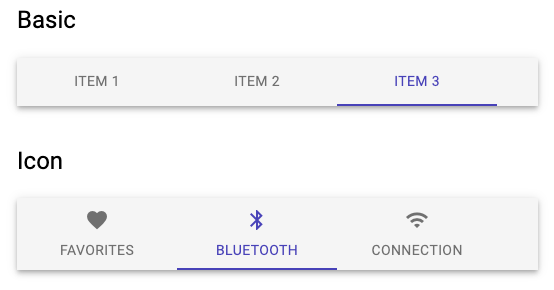 Basic
ITEM 1 ITEM 2 ITEM 3
Icon
FAVORITES BLUETOOTH CONNECTION